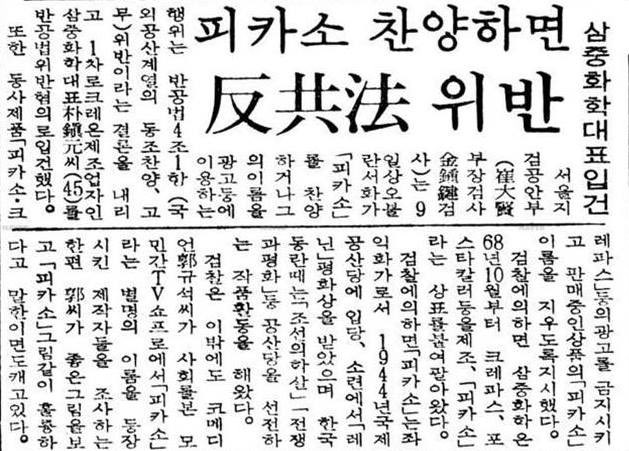 삼중화학대표입건
피카소 찬양하면
反共法 위반
서울지
검공안부
(崔大賢
부장검사
金鍾鍵검
사)는 9
일상오불
란서화가
「피카소」
를 찬양
하거나그
의이름을
광고등에
이용하는
행위는 반공법4조1항(국
외공산계열의 동조찬양, 고
무)위반이라는 결론을 내리
고 1차로크레온제조업자인
삼중화학대표朴鎭元씨(45)를
반공법위반혐의로입건했다。
또한 동사제품「피카소·크
레파스」등의광고를 금지시키
고 판매중인상품의「피카소」
이름을 지우도록지시했다。
검찰에의하면 삼중화학은
68년10월부터 크레파스, 포
스타칼러등을제조,「피카소」
라는 상표를붙여팔아왔다。
검찰에의하면「피카소」는좌
익화가로서 1944년국제
공산당에 입당, 소련에서「레
닌」평화상을 받았으며 한국
동란때는「조선의학살」「전쟁
과평화」등 공산당을 선전하
는 작품활동을 해왔다。
검찰은 이밖에도 코메디
언郭규석씨가 사회를본 모
민간TV쇼프로에서「피카소」
라는 별명의 이름을 등장
시킨 제작자들을 조사하는
한편 郭씨가 좋은그림을보
고「피카소」그림같이 훌륭하
다고 말한이면도캐고있다。